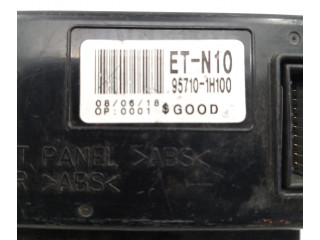 ET-N10
95710-1H100
08/06/18
OP:0001 $GOOD
T PANEL >ABS<
R >ABS<